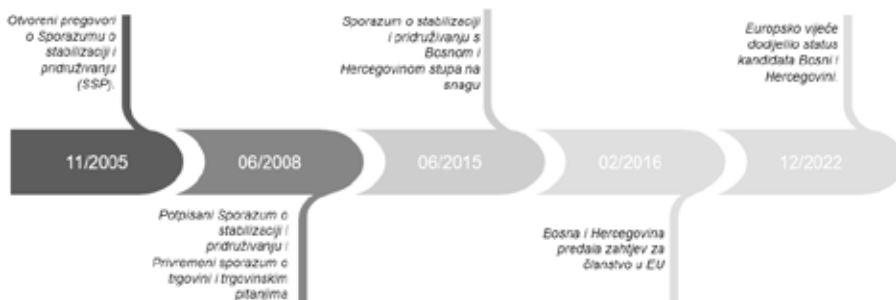 Otvoreni pregovori
o Sporazumu o
stabilizaciji i
pridruživanju
(SSP).
11/2005
Potpisani Sporazum o
stabilizaciji i
pridruživanju i
Privremeni sporazum o
trgovini i trgovinskim
pitanjima
06/2008
Sporazum o stabilizaciji
i pridruživanju s
Bosnom i
Hercegovinom stupa na
snagu
06/2015
Bosna i Hercegovina
predala zahtjev za
članstvo u EU
02/2016
Europsko vijeće
dodijelilo status
kandidata Bosni i
Hercegovini.
12/2022